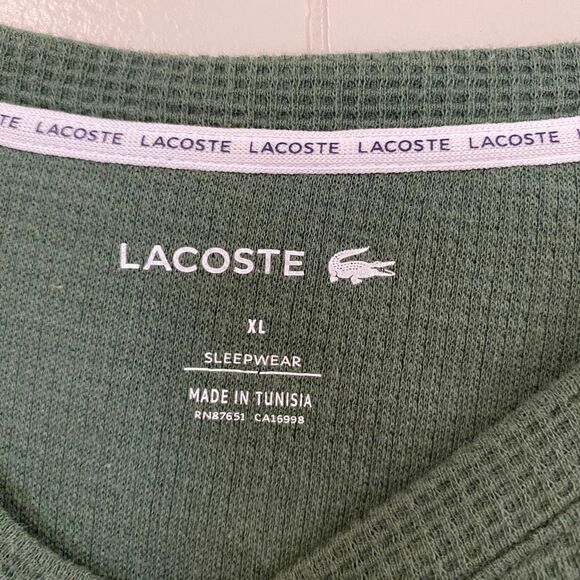 LACOSTE LACOSTE LACOSTE LACOSTE LACOSTE
LACOSTE
XL
SLEEPWEAR
MADE IN TUNISIA
RN87651 CA16998